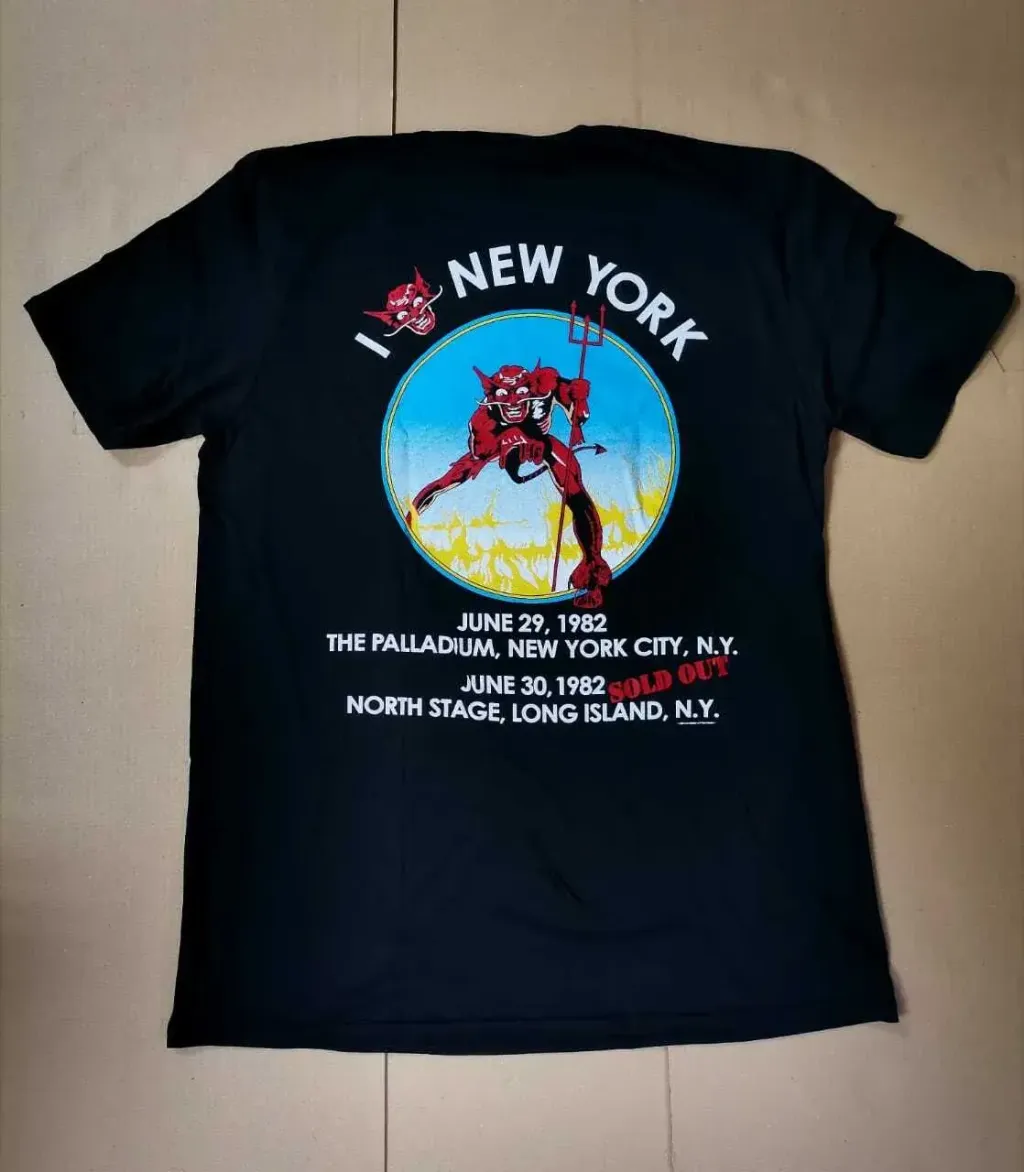 I NEW YORK
JUNE 29, 1982
THE PALLADIUM, NEW YORK CITY, N.Y.
JUNE 30, 1982 SOLD OUT
NORTH STAGE, LONG ISLAND, N.Y.